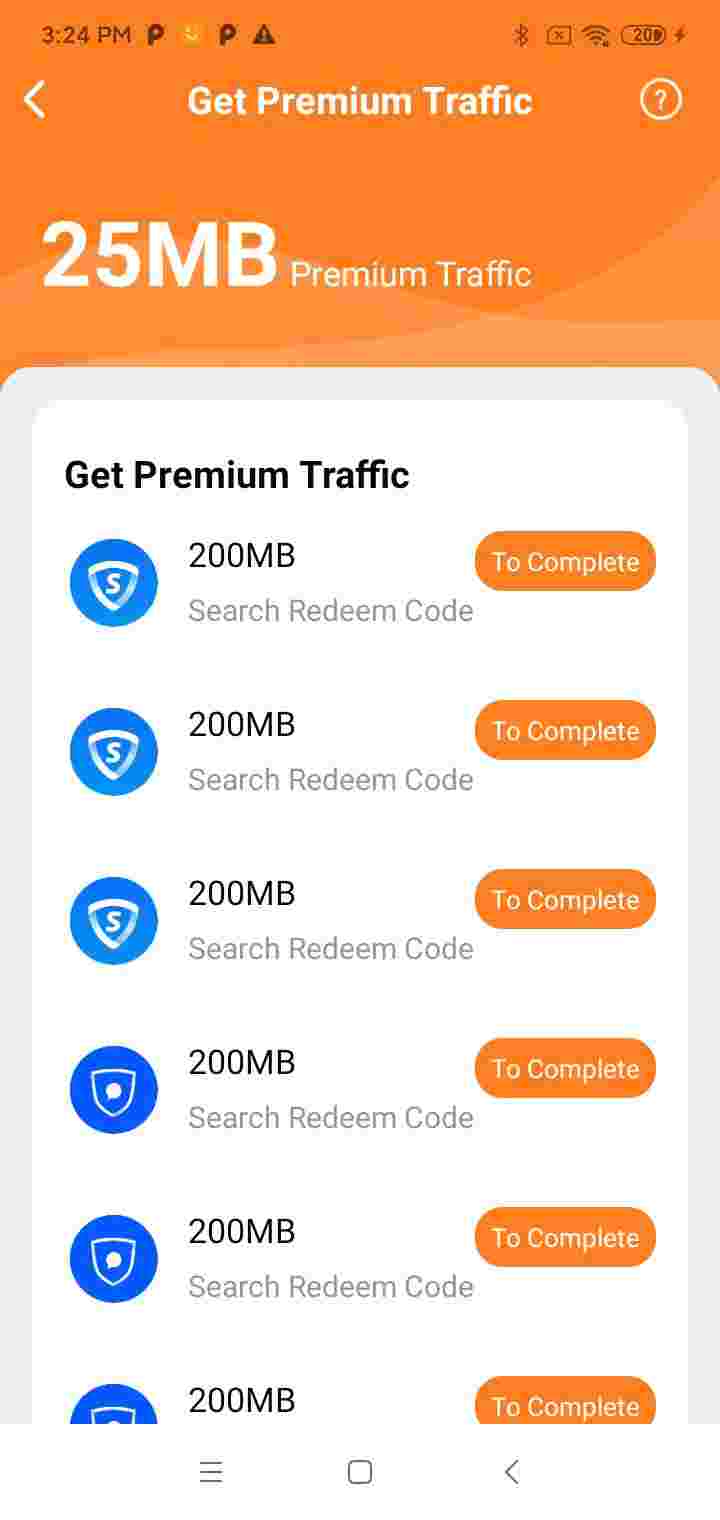 3:24 PM
20
Get Premium Traffic
?
25MB Premium Traffic
Get Premium Traffic
200MB
To Complete
Search Redeem Code
200MB
To Complete
Search Redeem Code
200MB
To Complete
Search Redeem Code
200MB
To Complete
Search Redeem Code
200MB
To Complete
Search Redeem Code
200MB
To Complete